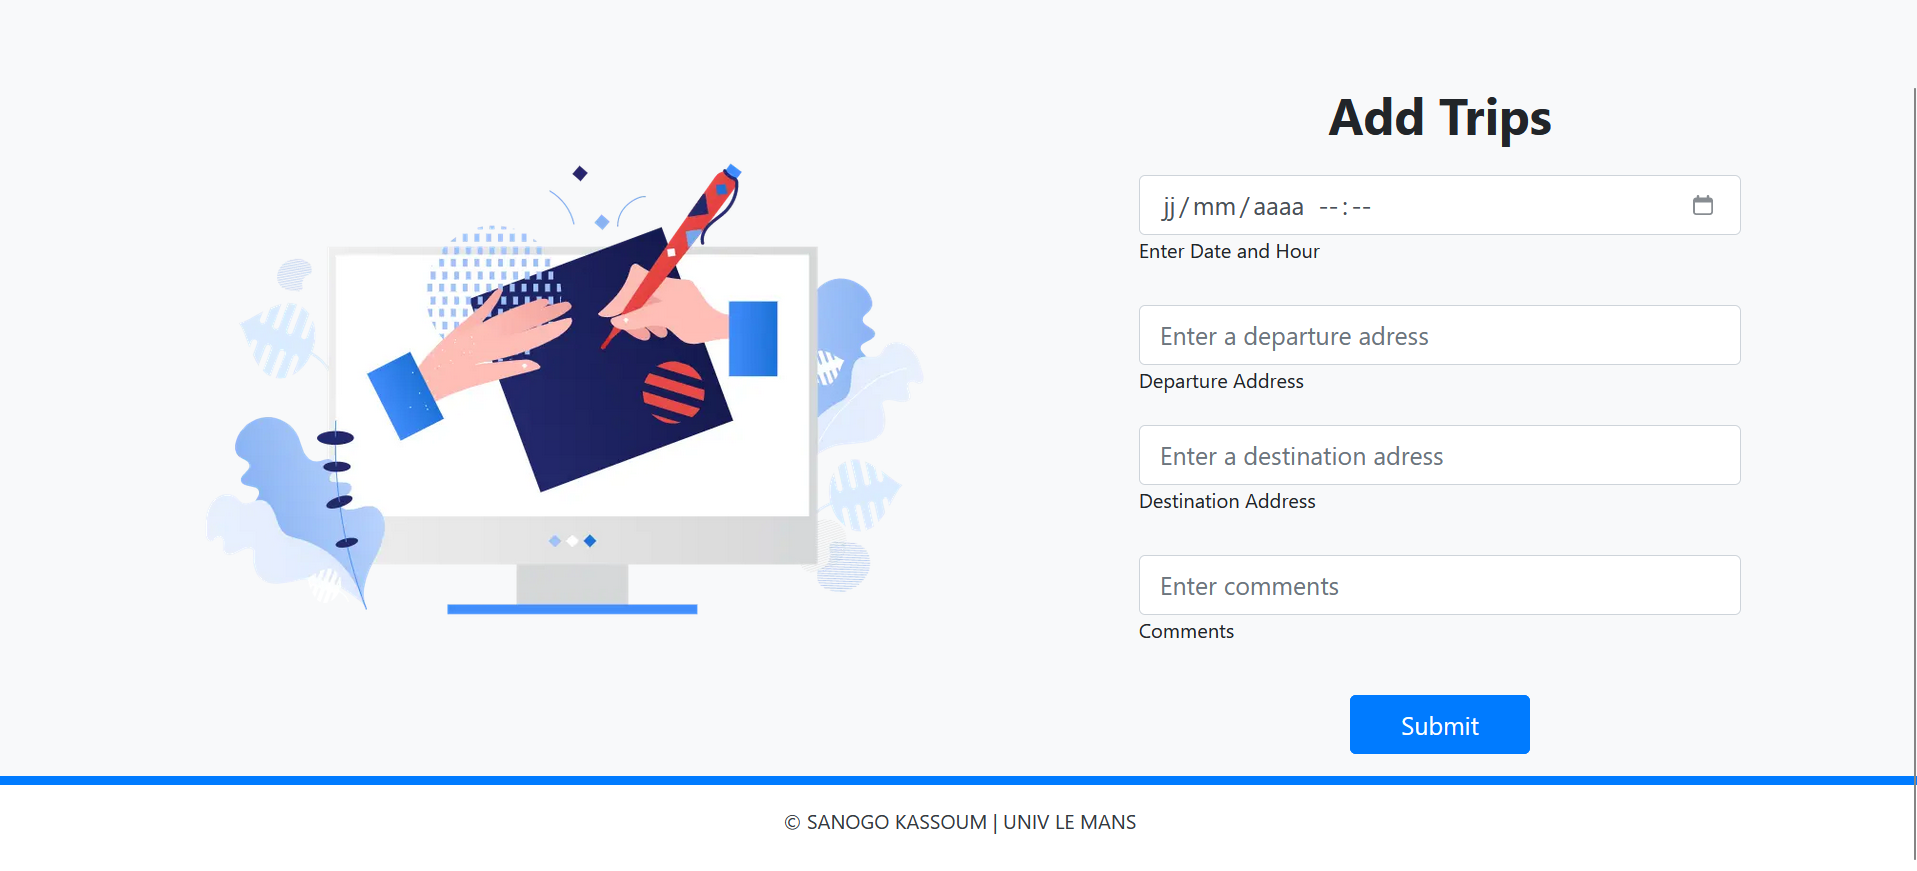 Add Trips
jj/mm/aaaa --:--
Enter Date and Hour
Enter a departure adress
Departure Address
Enter a destination adress
Destination Address
Enter comments
Comments
Submit
© SANOGO KASSOUM | UNIV LE MANS